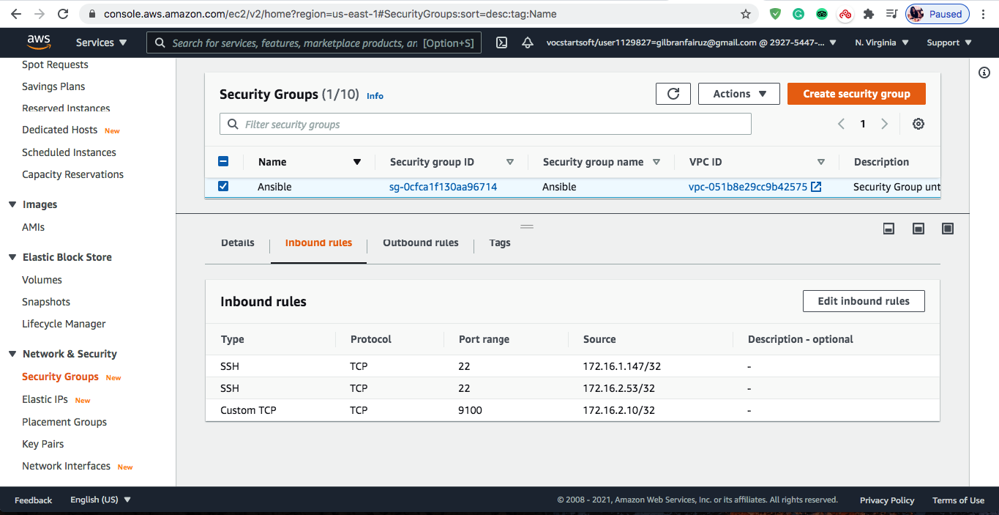 console.aws.amazon.com/ec2/v2/home?region=us-east-1#SecurityGroups:sort=desc:tag:Name
Paused
aws
Services
Search for services, features, marketplace products, an [Option+S]
vocstartsoft/user1129827=gilbranfairuz@gmail.com @ 2927-5447-...
N. Virginia
Support
Spot Requests
Savings Plans
Reserved Instances
Dedicated Hosts New
Scheduled Instances
Capacity Reservations
Images
AMIs
Elastic Block Store
Volumes
Snapshots
Lifecycle Manager
Network & Security
Security Groups New
Elastic IPs New
Placement Groups
Key Pairs
Network Interfaces New
Security Groups (1/10) Info
Actions
Create security group
Filter security groups
1
Name Security group ID Security group name VPC ID Description
Ansible sg-0cfca1f130aa96714 Ansible vpc-051b8e29cc9b42575 Security Group unt
Details Inbound rules Outbound rules Tags
Inbound rules
Edit inbound rules
Type Protocol Port range Source Description - optional
SSH TCP 22 172.16.1.147/32 -
SSH TCP 22 172.16.2.53/32 -
Custom TCP TCP 9100 172.16.2.10/32 -
Feedback English (US) © 2008 - 2021, Amazon Web Services, Inc. or its affiliates. All rights reserved. Privacy Policy Terms of Use